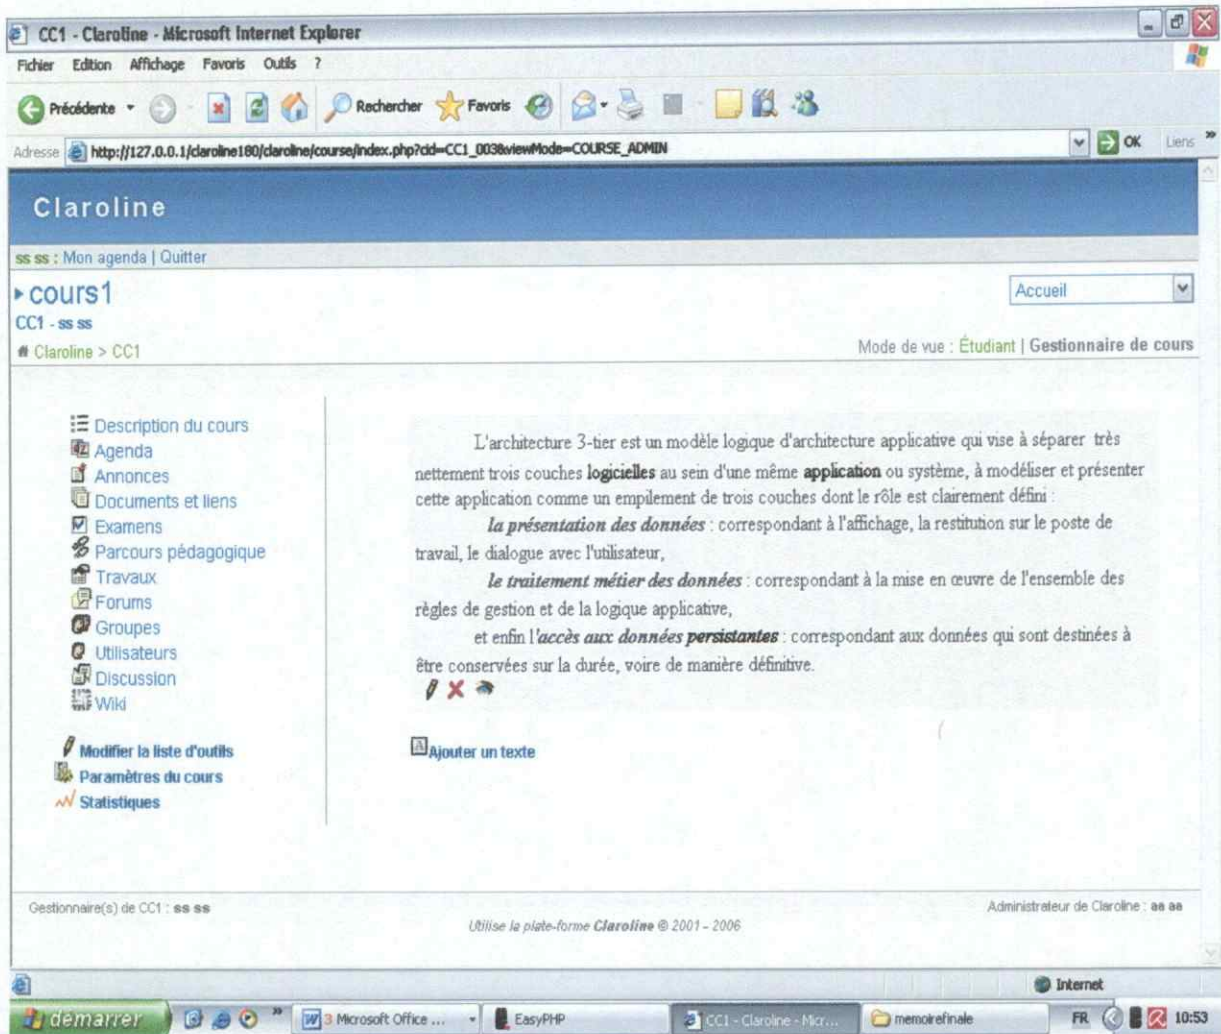 CC1 - Claroline - Microsoft Internet Explorer
Fichier Edition Affichage Favoris Outils ?
Précédente Rechercher Favoris
Adresse http://127.0.0.1/claroline180/claroline/course/index.php?cid=CC1_003&viewMode=COURSE_ADMIN OK Liens »
Claroline
ss ss : Mon agenda | Quitter
cours1 Accueil
CC1 - ss ss
Claroline > CC1 Mode de vue : Étudiant | Gestionnaire de cours
Description du cours
Agenda
Annonces
Documents et liens
Examens
Parcours pédagogique
Travaux
Forums
Groupes
Utilisateurs
Discussion
Wiki
Modifier la liste d'outils
Paramètres du cours
Statistiques
L'architecture 3-tier est un modèle logique d'architecture applicative qui vise à séparer très
nettement trois couches logicielles au sein d'une même application ou système, à modéliser et présenter
cette application comme un empilement de trois couches dont le rôle est clairement défini :
la présentation des données : correspondant à l'affichage, la restitution sur le poste de
travail, le dialogue avec l'utilisateur,
le traitement métier des données : correspondant à la mise en œuvre de l'ensemble des
règles de gestion et de la logique applicative,
et enfin l'accès aux données persistantes : correspondant aux données qui sont destinées à
être conservées sur la durée, voire de manière définitive.
Ajouter un texte
Gestionnaire(s) de CC1 : ss ss Administrateur de Claroline : aa aa
Utilise la plate-forme Claroline © 2001 - 2006
Internet
démarrer » 3 Microsoft Office ... EasyPHP CC1 - Claroline - Micr... memoirefinale FR 10:53